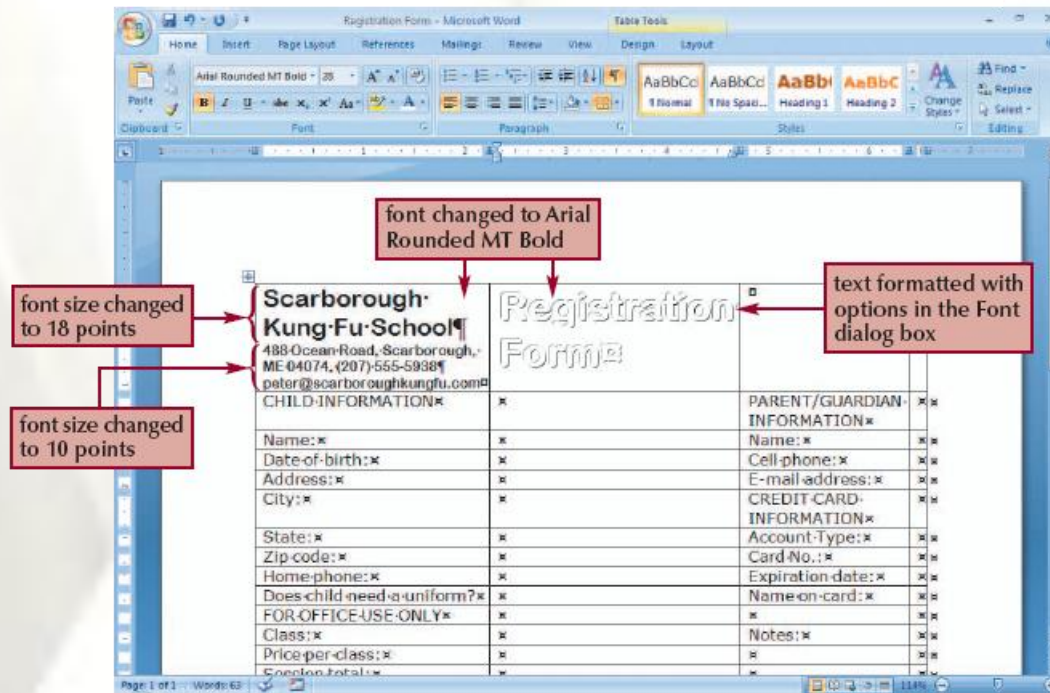 Registration Form - Microsoft Word
Table Tools
Home Insert Page Layout References Mailings Review View Design Layout
Arial Rounded MT Bold
AaBbCc AaBbCc AaBb AaBbC
Paste
¶ Normal ¶ No Spaci... Heading 1 Heading 2
Change Styles
Find
Replace
Select
Clipboard Font Paragraph Styles Editing
font changed to Arial
Rounded MT Bold
font size changed
to 18 points
text formatted with
options in the Font
dialog box
font size changed
to 10 points
Scarborough·
Kung·Fu·School¶
488·Ocean·Road,·Scarborough,·
ME·04074,·(207)·555-5938¶
peter@scarboroughkungfu.com¤
Registration·
Form¤
CHILD·INFORMATION¤
PARENT/GUARDIAN·
INFORMATION¤
Name:¤ Name:¤
Date·of·birth:¤ Cell·phone:¤
Address:¤ E-mail·address:¤
City:¤ CREDIT·CARD·
INFORMATION¤
State:¤ Account·Type:¤
Zip·code:¤ Card·No.:¤
Home·phone:¤ Expiration·date:¤
Does·child·need·a·uniform?¤ Name·on·card:¤
FOR·OFFICE·USE·ONLY¤
Class:¤ Notes:¤
Price·per·class:¤
Session·total:¤
Page: 1 of 1 Words: 63 114%